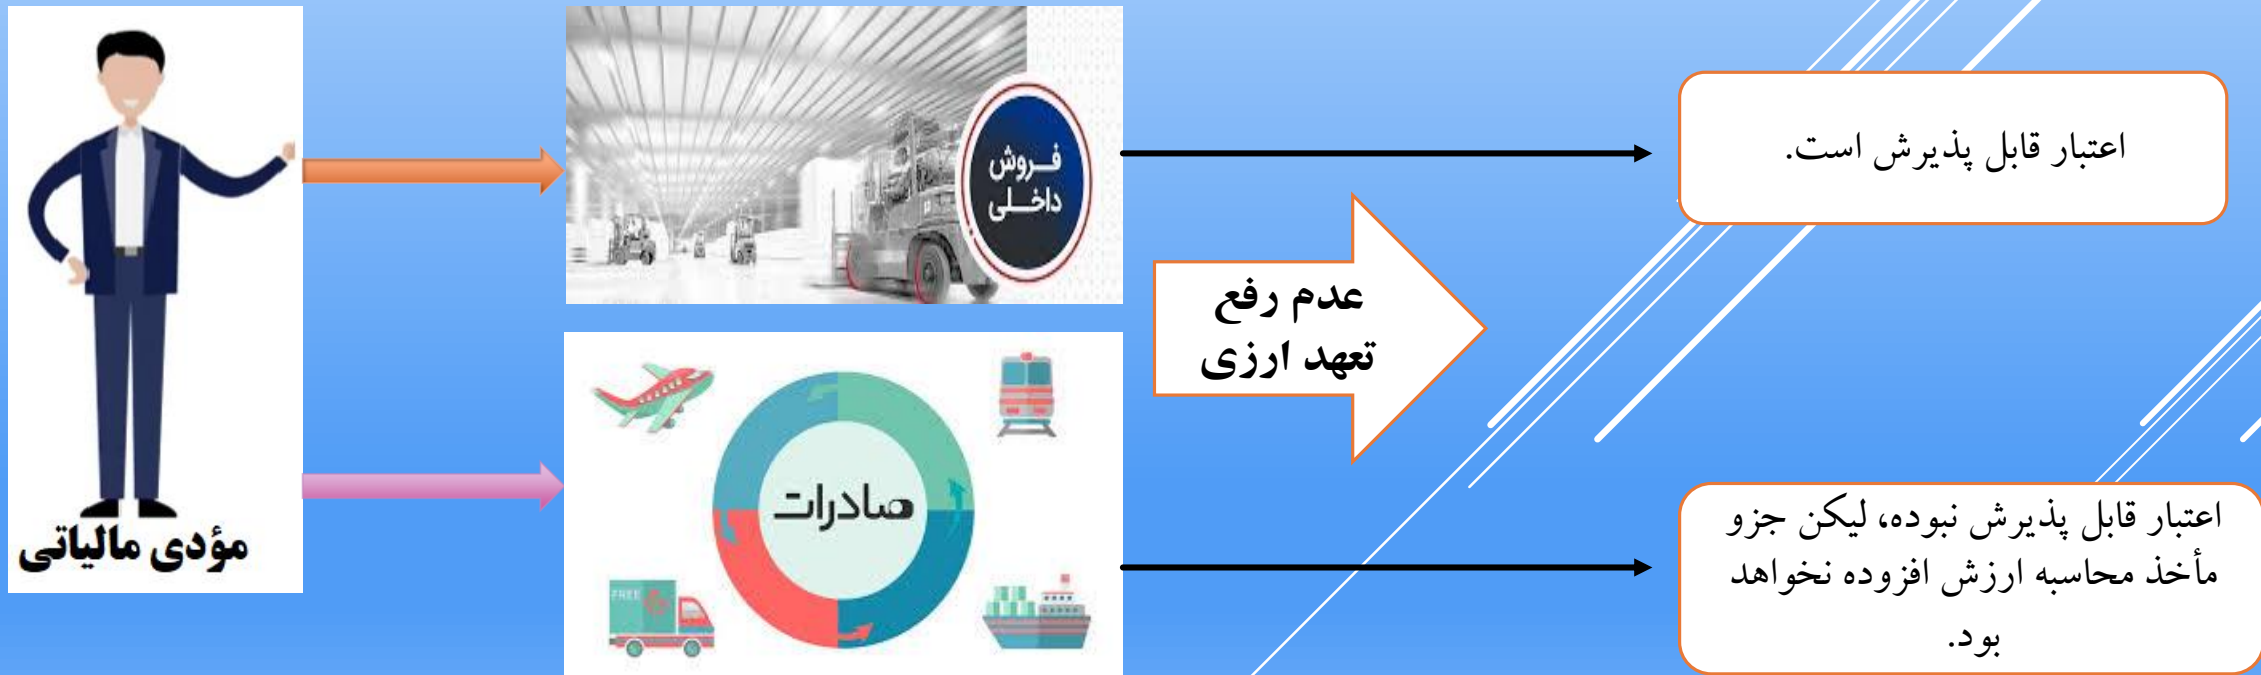 مؤدی مالیاتی
فروش
داخلی
اعتبار قابل پذیرش است.
عدم رفع
تعهد ارزی
صادرات
FREE
اعتبار قابل پذیرش نبوده، لیکن جزو
مأخذ محاسبه ارزش افزوده نخواهد
بود.